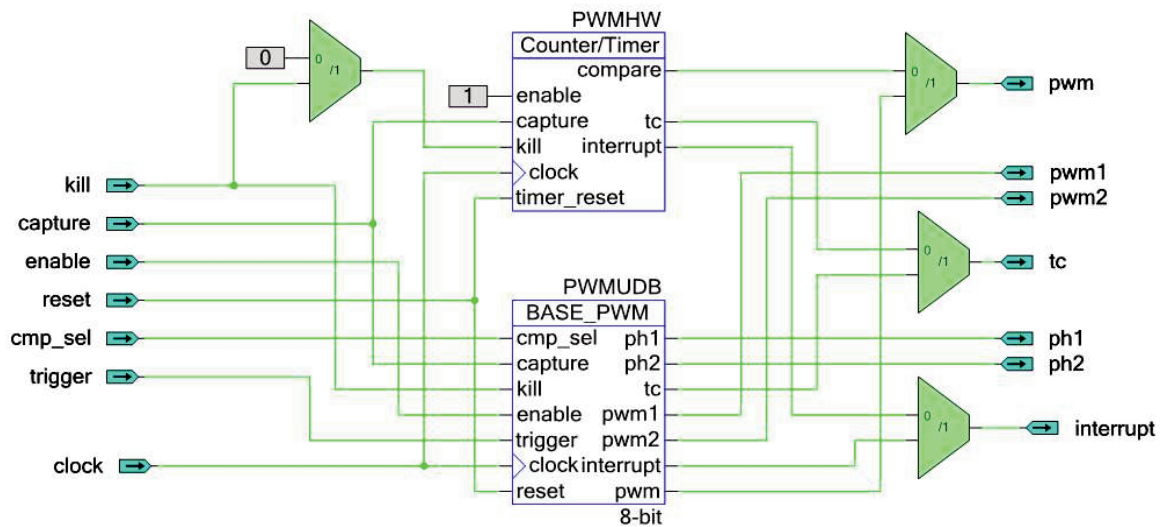 PWMHW
Counter/Timer
0
0
/1
compare
0
/1
pwm
1
enable
capture
tc
kill
interrupt
clock
timer_reset
kill
capture
enable
reset
cmp_sel
trigger
clock
pwm1
pwm2
0
/1
tc
PWMUDB
BASE_PWM
cmp_sel
ph1
capture
ph2
kill
tc
enable
pwm1
trigger
pwm2
clock
interrupt
reset
pwm
8-bit
ph1
ph2
0
/1
interrupt